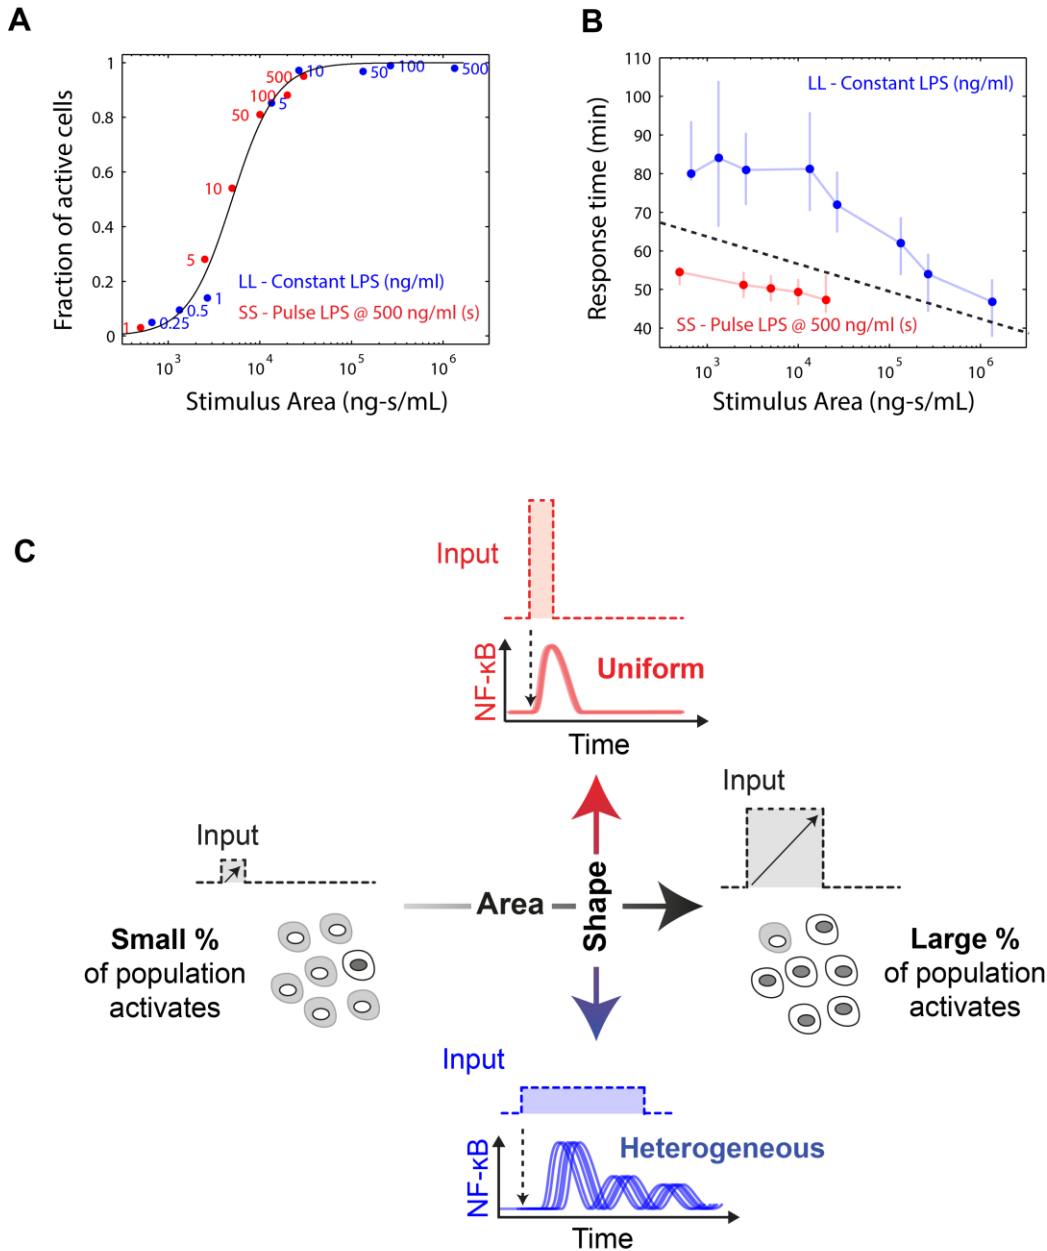 A
Fraction of active cells
1
0.8
0.6
0.4
0.2
0
1
5
10
50
100
500
0.25
0.5
1
5
10
50
100
500
LL - Constant LPS (ng/ml)
SS - Pulse LPS @ 500 ng/ml (s)
10³ 10⁴ 10⁵ 10⁶
Stimulus Area (ng-s/mL)
B
Response time (min)
110
100
90
80
70
60
50
40
LL - Constant LPS (ng/ml)
SS - Pulse LPS @ 500 ng/ml (s)
10³ 10⁴ 10⁵ 10⁶
Stimulus Area (ng-s/mL)
C
Input
NF-κB
Uniform
Time
Input
Small %
of population
activates
Area
Shape
Input
Large %
of population
activates
Input
NF-κB
Heterogeneous
Time